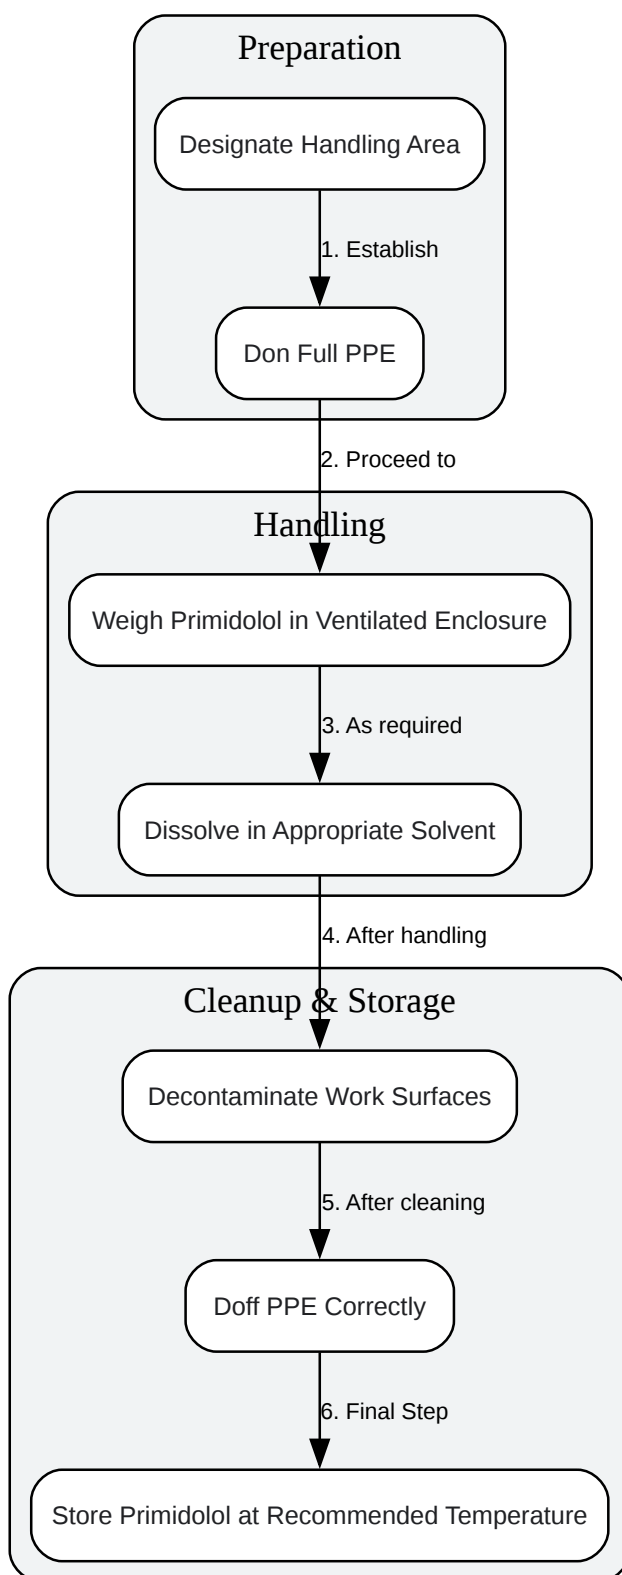 Preparation
Designate Handling Area
1. Establish
Don Full PPE
2. Proceed to
Handling
Weigh Primidolol in Ventilated Enclosure
3. As required
Dissolve in Appropriate Solvent
4. After handling
Cleanup & Storage
Decontaminate Work Surfaces
5. After cleaning
Doff PPE Correctly
6. Final Step
Store Primidolol at Recommended Temperature